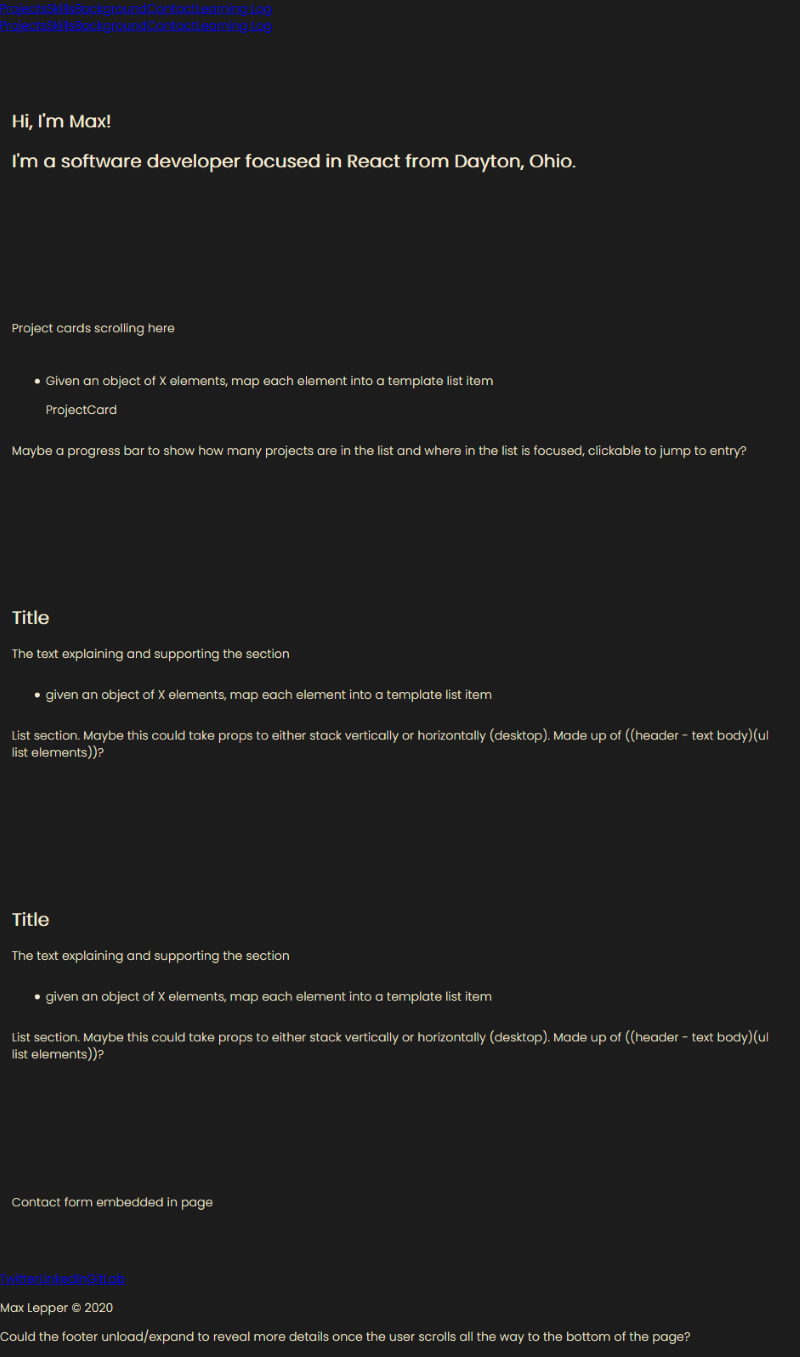 ProjectsSkillsBackgroundContactLearning Log
ProjectsSkillsBackgroundContactLearning Log
Hi, I'm Max!
I'm a software developer focused in React from Dayton, Ohio.
Project cards scrolling here
• Given an object of X elements, map each element into a template list item
ProjectCard
Maybe a progress bar to show how many projects are in the list and where in the list is focused, clickable to jump to entry?
Title
The text explaining and supporting the section
• given an object of X elements, map each element into a template list item
List section. Maybe this could take props to either stack vertically or horizontally (desktop). Made up of ((header - text body)(ul
list elements))?
Title
The text explaining and supporting the section
• given an object of X elements, map each element into a template list item
List section. Maybe this could take props to either stack vertically or horizontally (desktop). Made up of ((header - text body)(ul
list elements))?
Contact form embedded in page
TwitterLinkedInGitLab
Max Lepper © 2020
Could the footer unload/expand to reveal more details once the user scrolls all the way to the bottom of the page?